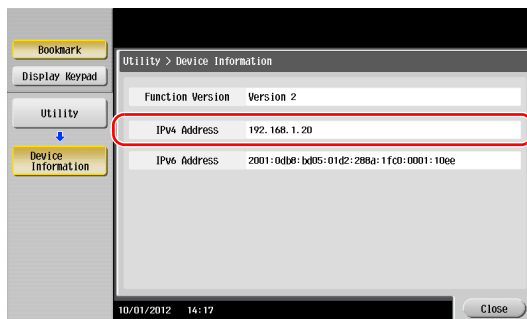 Bookmark
Display Keypad
Utility
Device
Information
Utility > Device Information
Function Version Version 2
IPv4 Address 192.168.1.20
IPv6 Address 2001:0db8:bd05:01d2:288a:1fc0:0001:10ee
10/01/2012 14:17
Close